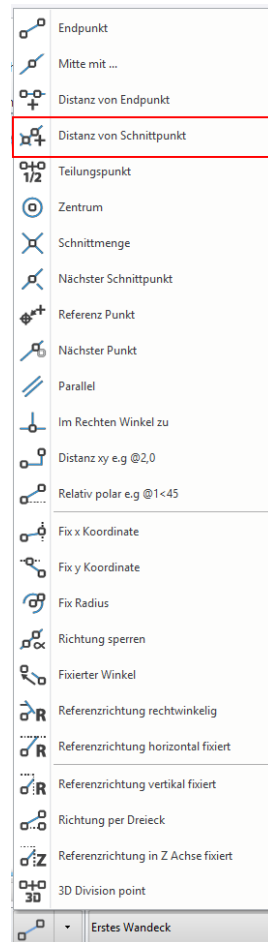 Endpunkt
Mitte mit ...
Distanz von Endpunkt
Distanz von Schnittpunkt
1/2 Teilungspunkt
Zentrum
Schnittmenge
Nächster Schnittpunkt
Referenz Punkt
Nächster Punkt
Parallel
Im Rechten Winkel zu
Distanz xy e.g @2,0
Relativ polar e.g @1<45
Fix x Koordinate
Fix y Koordinate
Fix Radius
Richtung sperren
Fixierter Winkel
R Referenzrichtung rechtwinkelig
R Referenzrichtung horizontal fixiert
R Referenzrichtung vertikal fixiert
Richtung per Dreieck
Z Referenzrichtung in Z Achse fixiert
3D 3D Division point
Erstes Wandeck